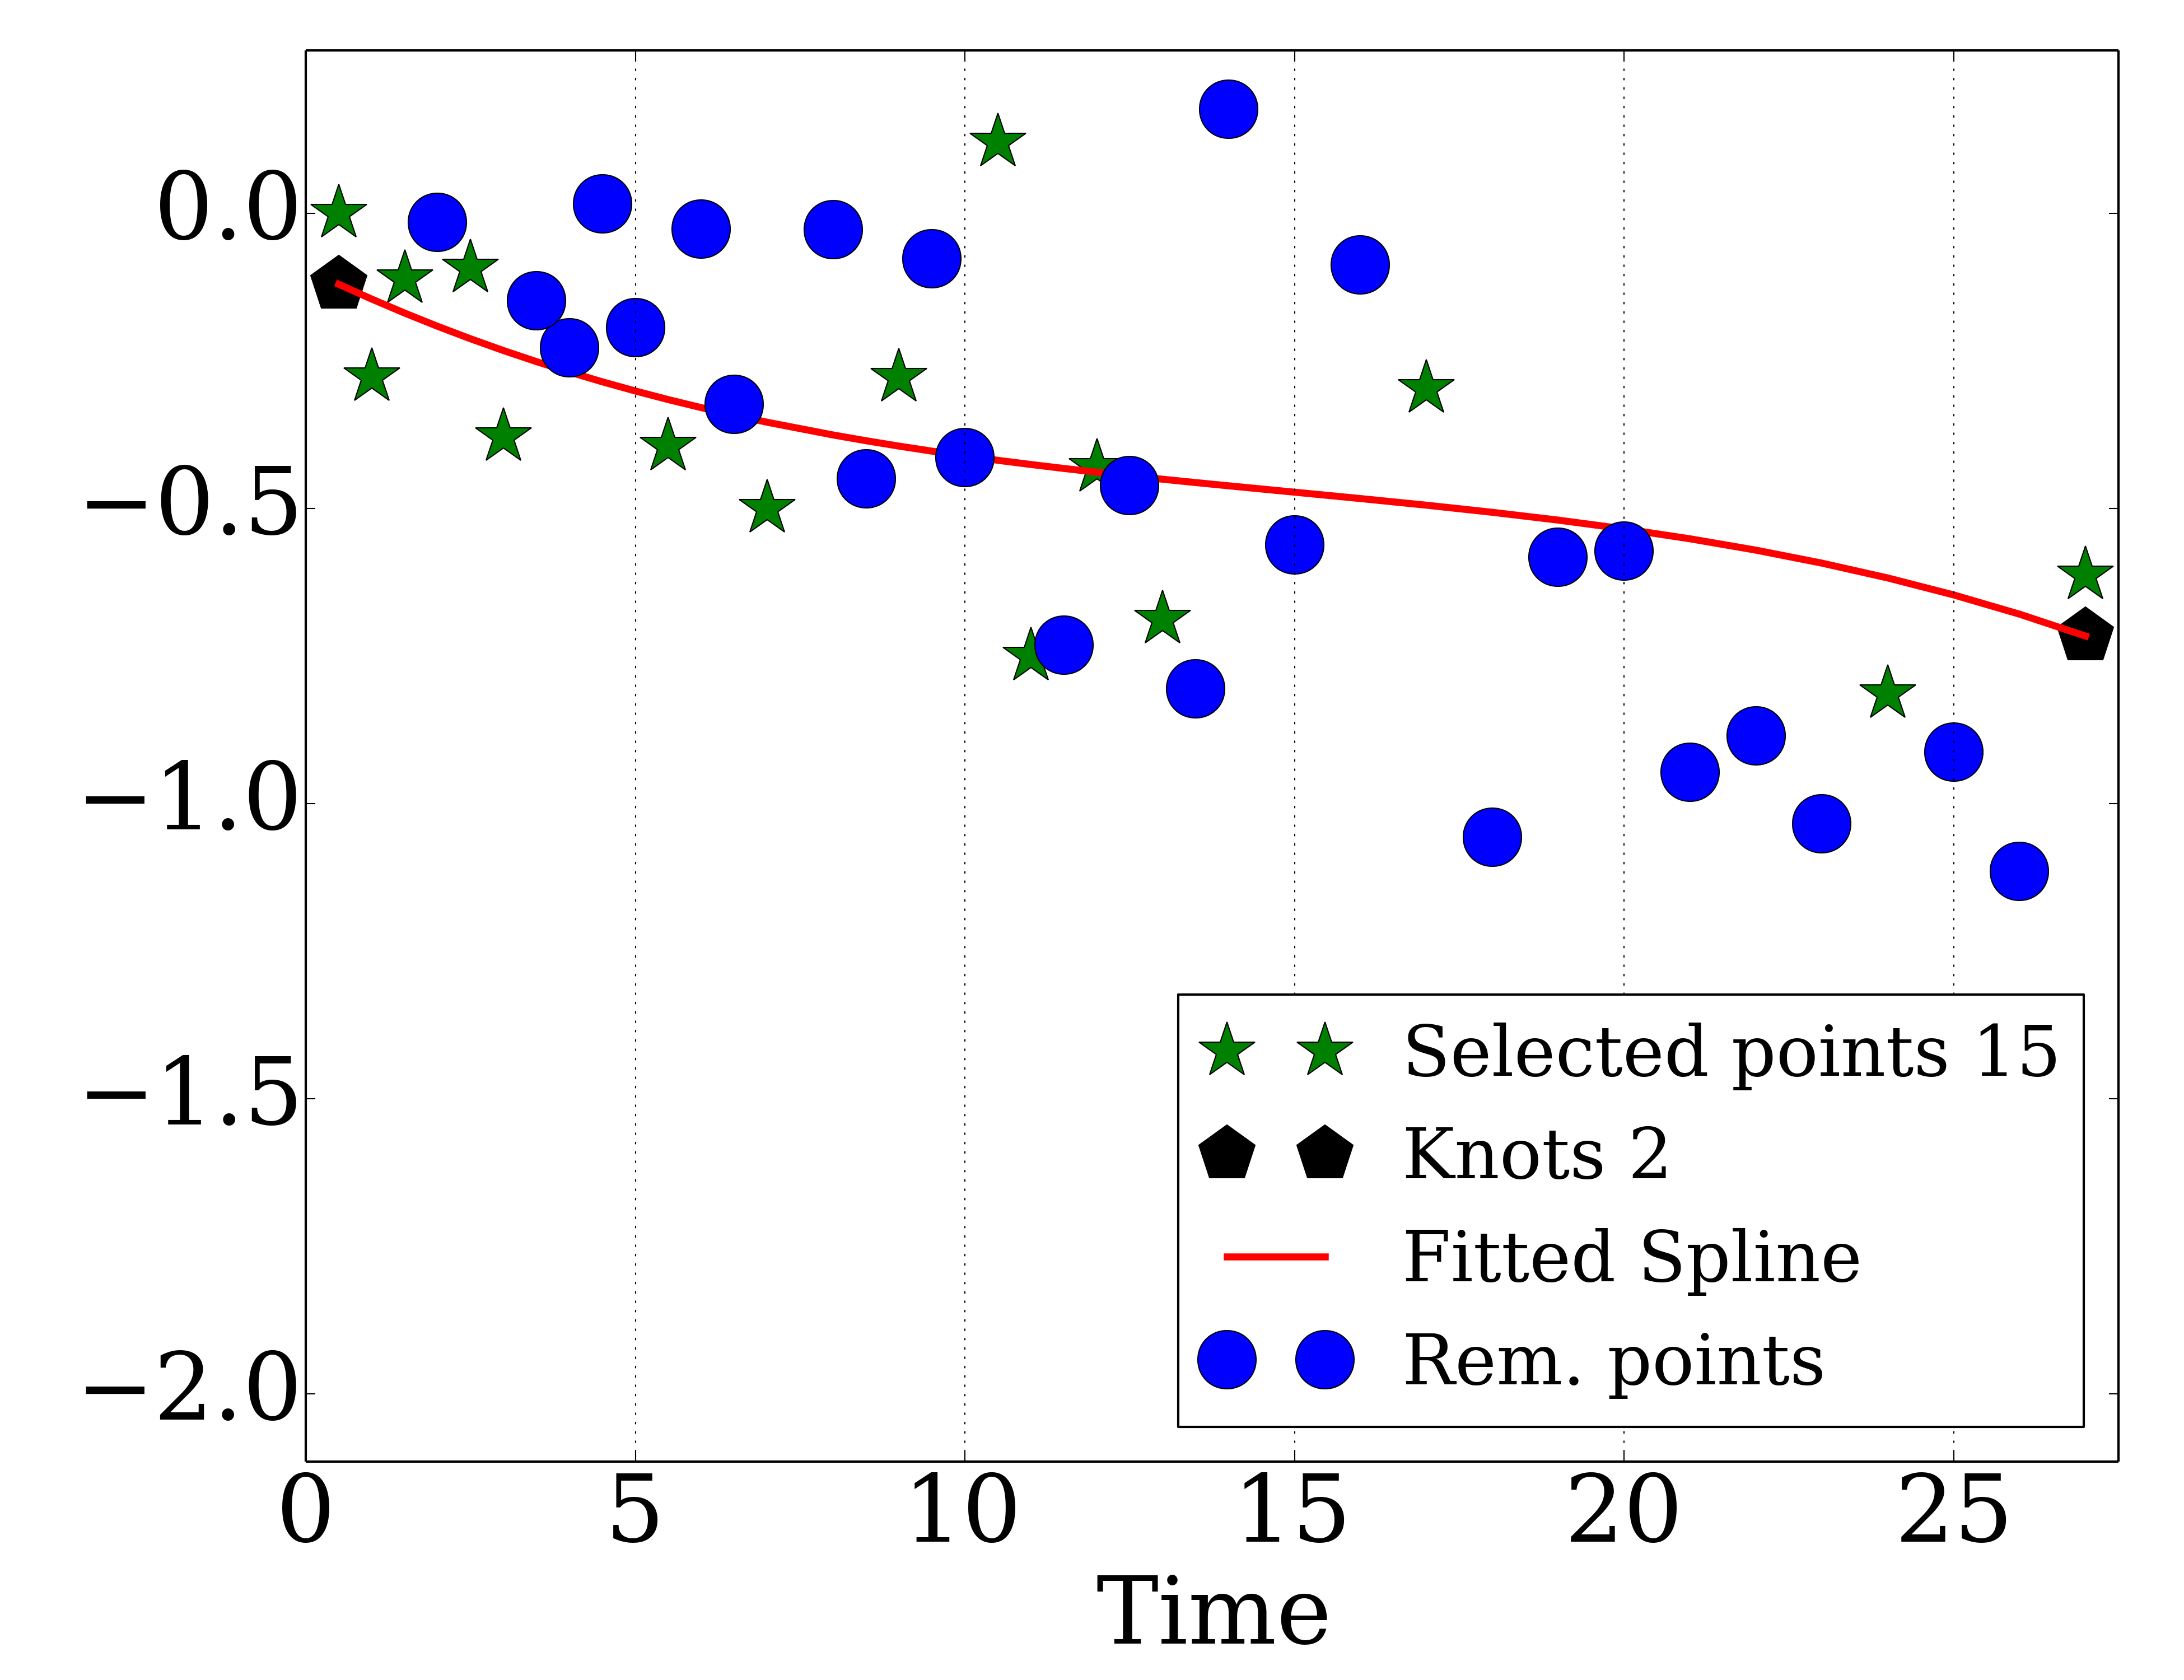 0.0
−0.5
−1.0
−1.5
−2.0
0 5 10 15 20 25
Time
Selected points 15
Knots 2
Fitted Spline
Rem. points